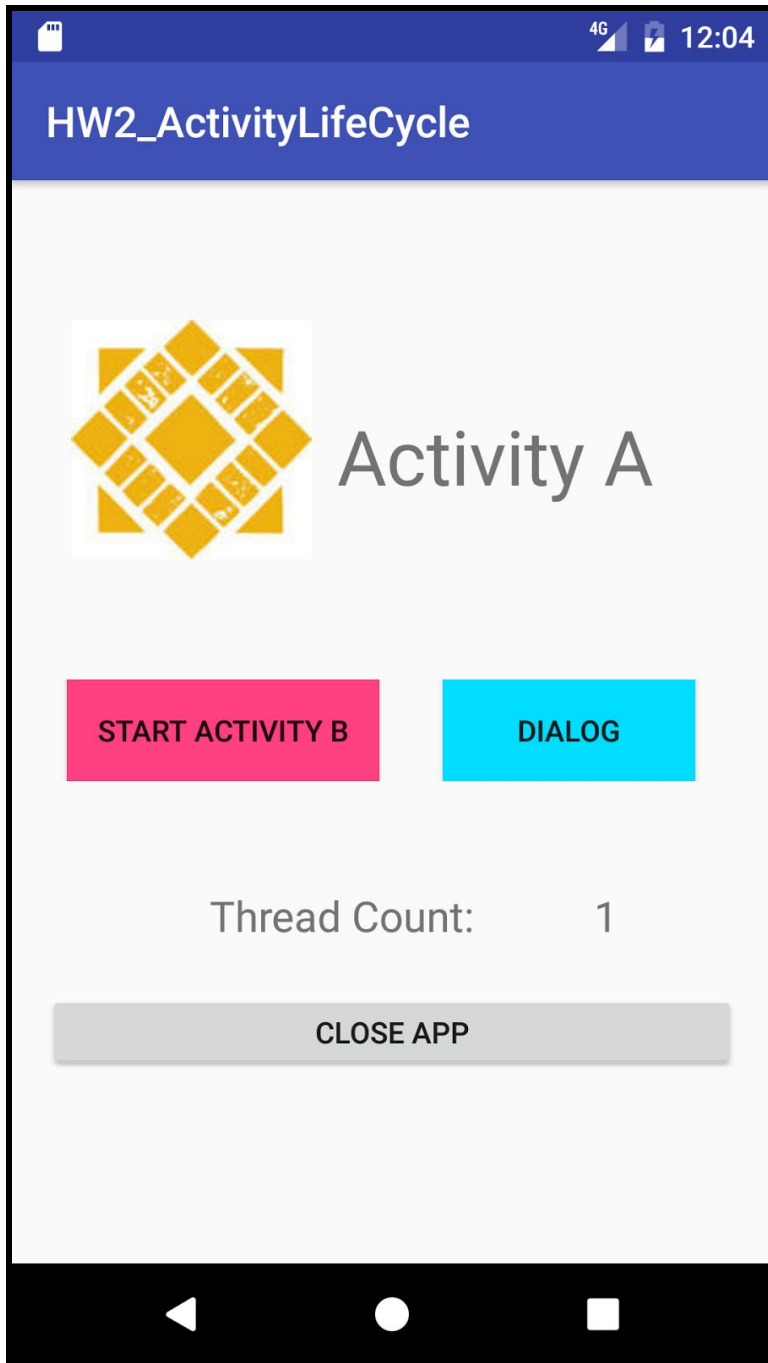 4G 12:04
HW2_ActivityLifeCycle
Activity A
START ACTIVITY B DIALOG
Thread Count: 1
CLOSE APP